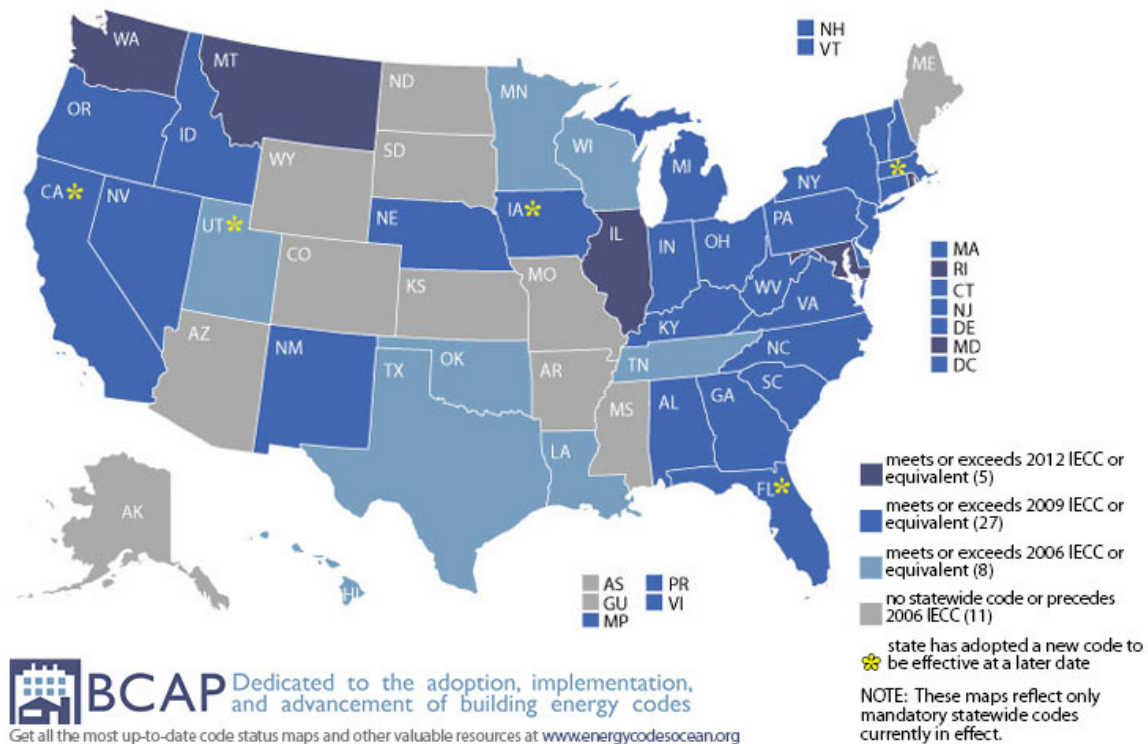 WA
MT
ND
MN
ME
NH
VT
OR
ID
WY
SD
WI
MI
NY
CA*
NV
UT*
NE
IA*
IL
IN
OH
PA
CO
KS
MO
WV
VA
KY
AZ
NM
OK
TX
AR
TN
NC
SC
MS
AL
GA
LA
FL*
AK
HI
MA
RI
CT
NJ
DE
MD
DC
AS
GU
MP
PR
VI
meets or exceeds 2012 IECC or
equivalent (5)
meets or exceeds 2009 IECC or
equivalent (27)
meets or exceeds 2006 IECC or
equivalent (8)
no statewide code or precedes
2006 IECC (11)
* state has adopted a new code to
be effective at a later date
NOTE: These maps reflect only
mandatory statewide codes
currently in effect.
BCAP
Dedicated to the adoption, implementation,
and advancement of building energy codes
Get all the most up-to-date code status maps and other valuable resources at www.energycodesocean.org